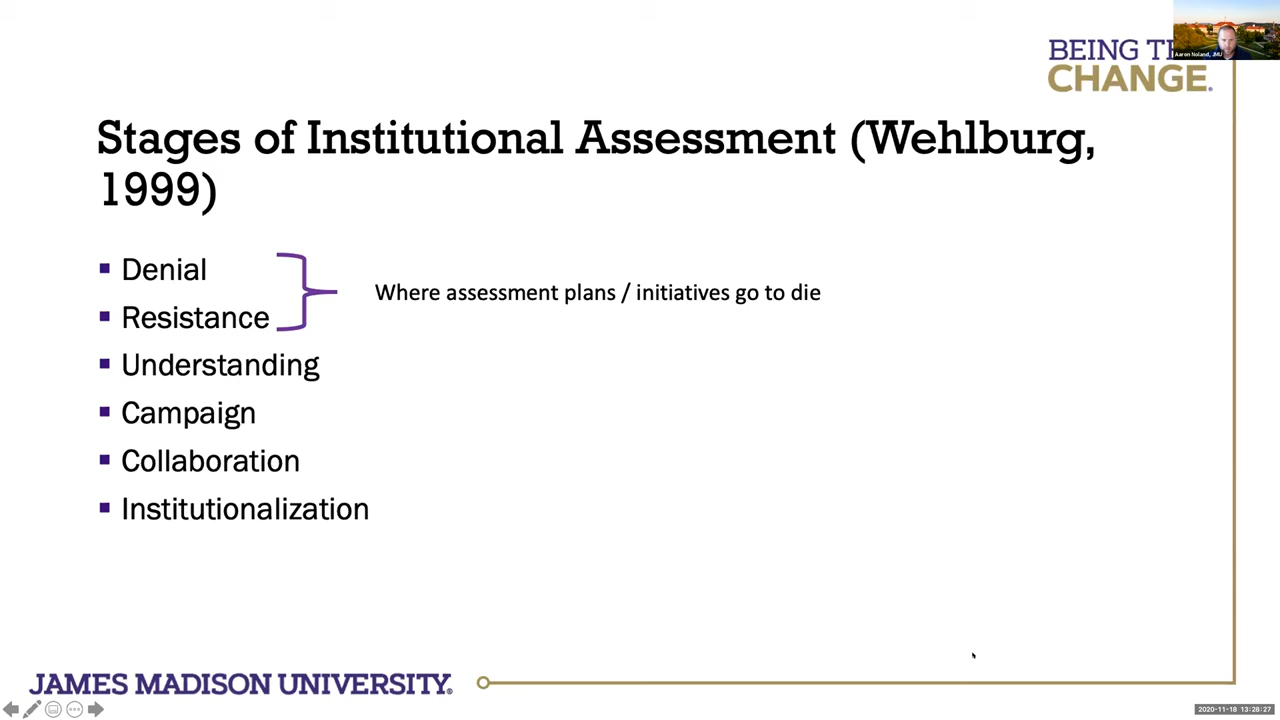 BEING
CHANGE.
Aaron Noland, JMU
Stages of Institutional Assessment (Wehlburg,
1999)
Denial
Resistance
Where assessment plans / initiatives go to die
Understanding
Campaign
Collaboration
Institutionalization
JAMES MADISON UNIVERSITY.
2020-11-18 13:28:27